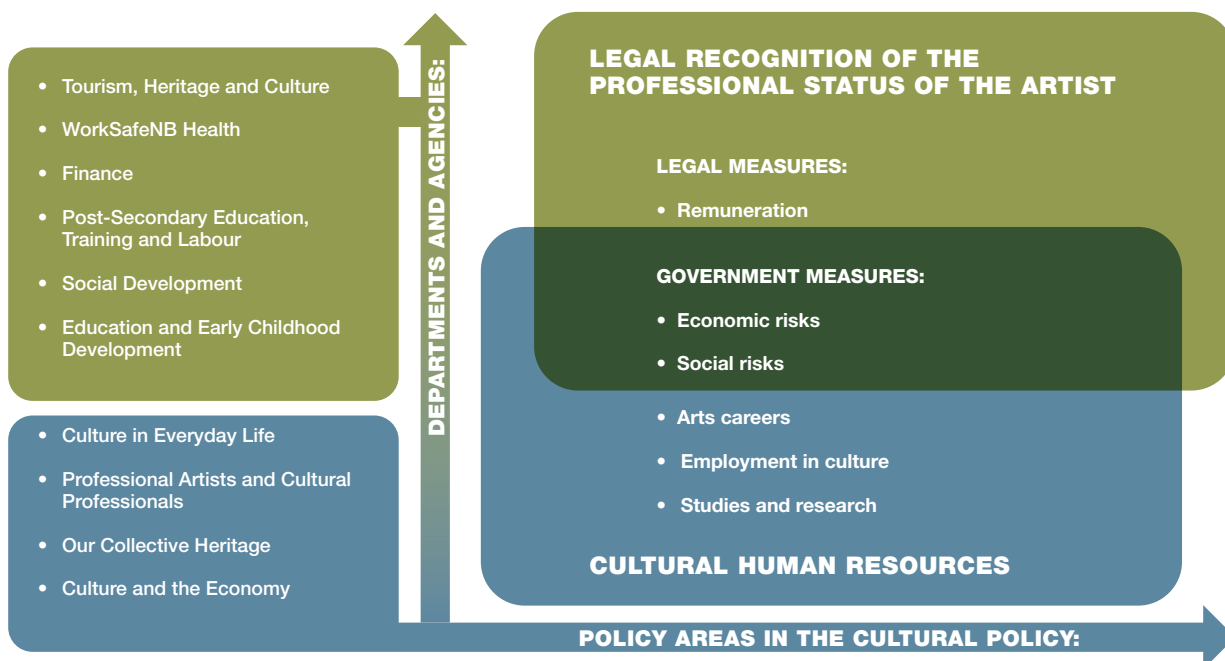 • Tourism, Heritage and Culture
• WorkSafeNB Health
• Finance
• Post-Secondary Education,
Training and Labour
• Social Development
• Education and Early Childhood
Development
• Culture in Everyday Life
• Professional Artists and Cultural
Professionals
• Our Collective Heritage
• Culture and the Economy
DEPARTMENTS AND AGENCIES:
LEGAL RECOGNITION OF THE
PROFESSIONAL STATUS OF THE ARTIST
LEGAL MEASURES:
• Remuneration
GOVERNMENT MEASURES:
• Economic risks
• Social risks
• Arts careers
• Employment in culture
• Studies and research
CULTURAL HUMAN RESOURCES
POLICY AREAS IN THE CULTURAL POLICY: